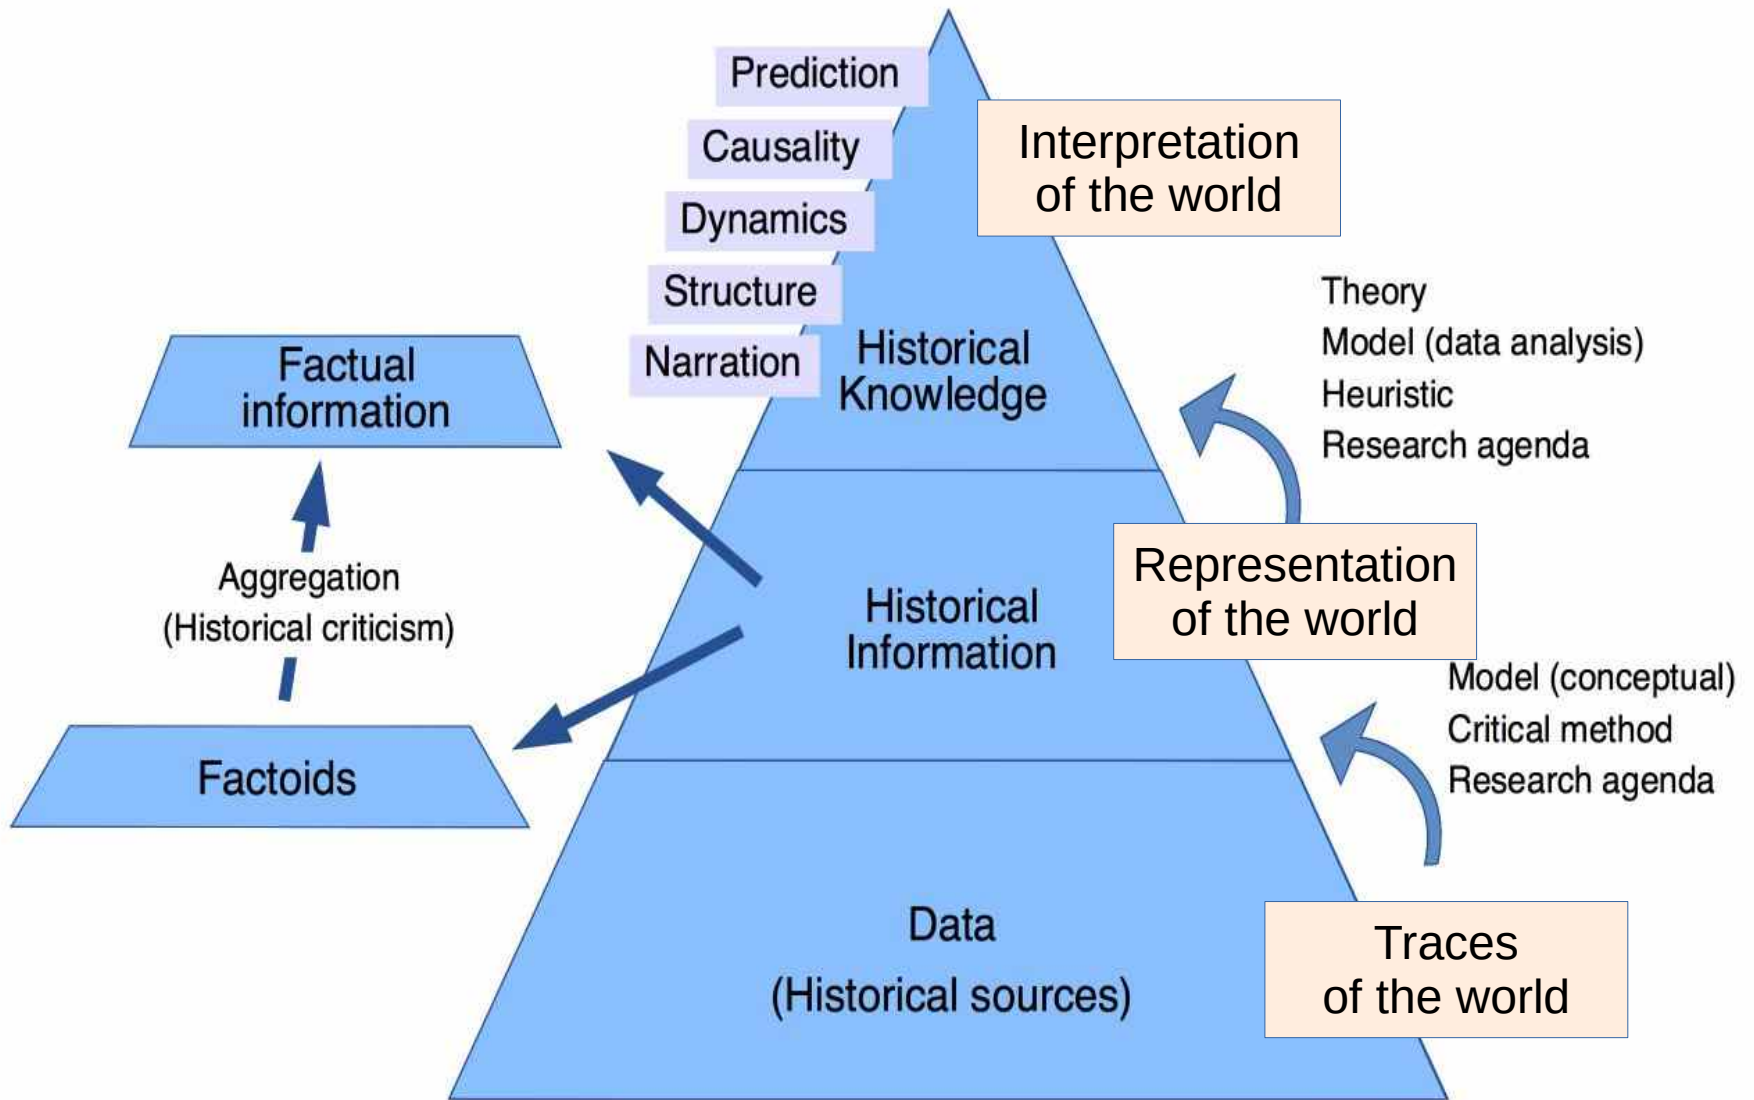 Prediction
Causality
Dynamics
Structure
Narration
Interpretation
of the world
Historical
Knowledge
Theory
Model (data analysis)
Heuristic
Research agenda
Factual
information
Aggregation
(Historical criticism)
Factoids
Historical
Information
Representation
of the world
Model (conceptual)
Critical method
Research agenda
Data
(Historical sources)
Traces
of the world